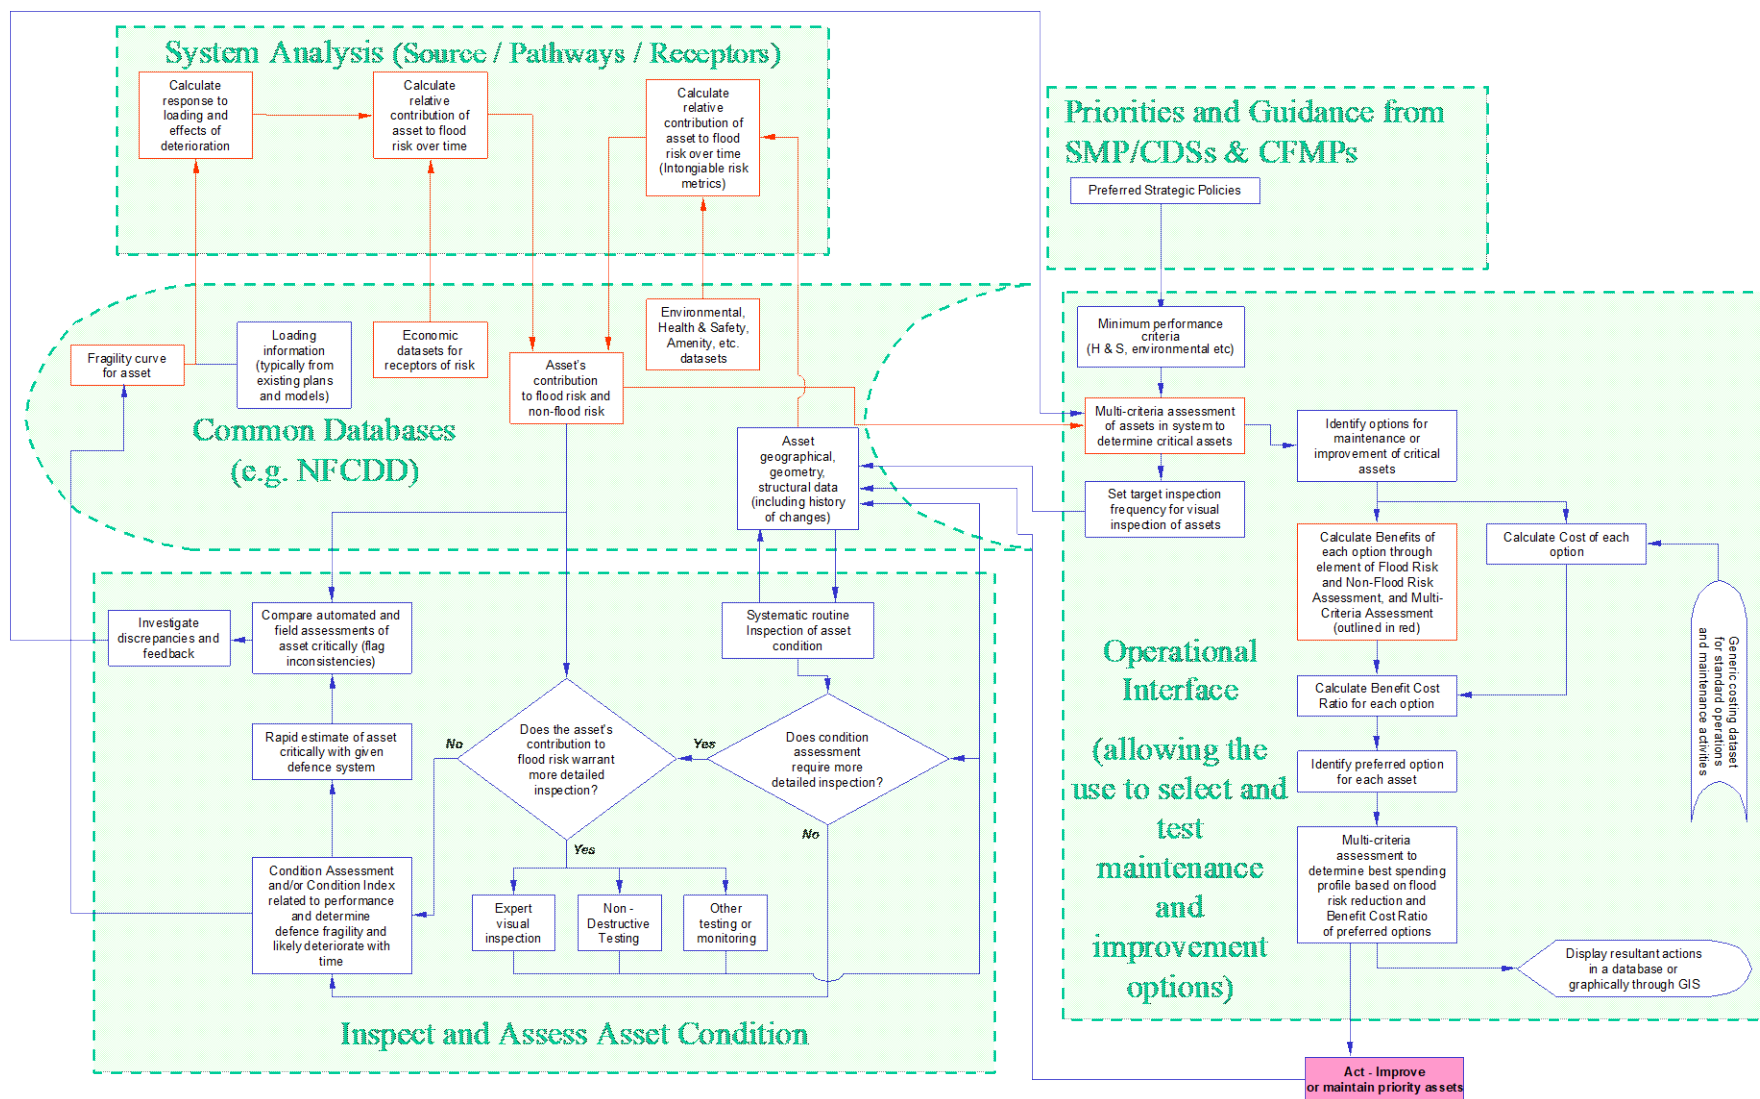 System Analysis (Source / Pathways / Receptors)
Calculate
response to
loading and
effects of
deterioration
Calculate
relative
contribution of
asset to flood
risk over time
Calculate
relative
contribution of
asset to flood
risk over time
(Intongiable risk
metrics)
Priorities and Guidance from
SMP/CDSs & CFMPs
Preferred Strategic Policies
Fragility curve
for asset
Loading
information
(typically from
existing plans
and models)
Economic
datasets for
receptors of risk
Asset's
contribution
to flood risk and
non-flood risk
Environmental,
Health & Safety,
Amenity, etc.
datasets
Asset
geographical,
geometry,
structural data
(including history
of changes)
Common Databases
(e.g. NFCDD)
Minimum performance
criteria
(H & S, environmental etc)
Multi-criteria assessment
of assets in system to
determine critical assets
Set target inspection
frequency for visual
inspection of assets
Identify options for
maintenance or
improvement of critical
assets
Calculate Benefits of
each option through
element of Flood Risk
and Non-Flood Risk
Assessment, and Multi-
Criteria Assessment
(outlined in red)
Calculate Cost of each
option
Generic costing dataset
for standard operations
and maintenance activities
Calculate Benefit Cost
Ratio for each option
Identify preferred option
for each asset
Multi-criteria
assessment to
determine best spending
profile based on flood
risk reduction and
Benefit Cost Ratio
of preferred options
Display resultant actions
in a database or
graphically through GIS
Operational
Interface
(allowing the
use to select and
test
maintenance
and
improvement
options)
Act - Improve
or maintain priority assets
Investigate
discrepancies and
feedback
Compare automated and
field assessments of
asset critically (flag
inconsistencies)
Rapid estimate of asset
critically with given
defence system
Condition Assessment
and/or Condition Index
related to performance
and determine
defence fragility and
likely deteriorate with
time
Systematic routine
Inspection of asset
condition
No
Does the asset's
contribution to
flood risk warrant
more detailed
inspection?
Yes
Does condition
assessment
require more
detailed inspection?
No
Yes
Expert
visual
inspection
Non -
Destructive
Testing
Other
testing or
monitoring
Inspect and Assess Asset Condition